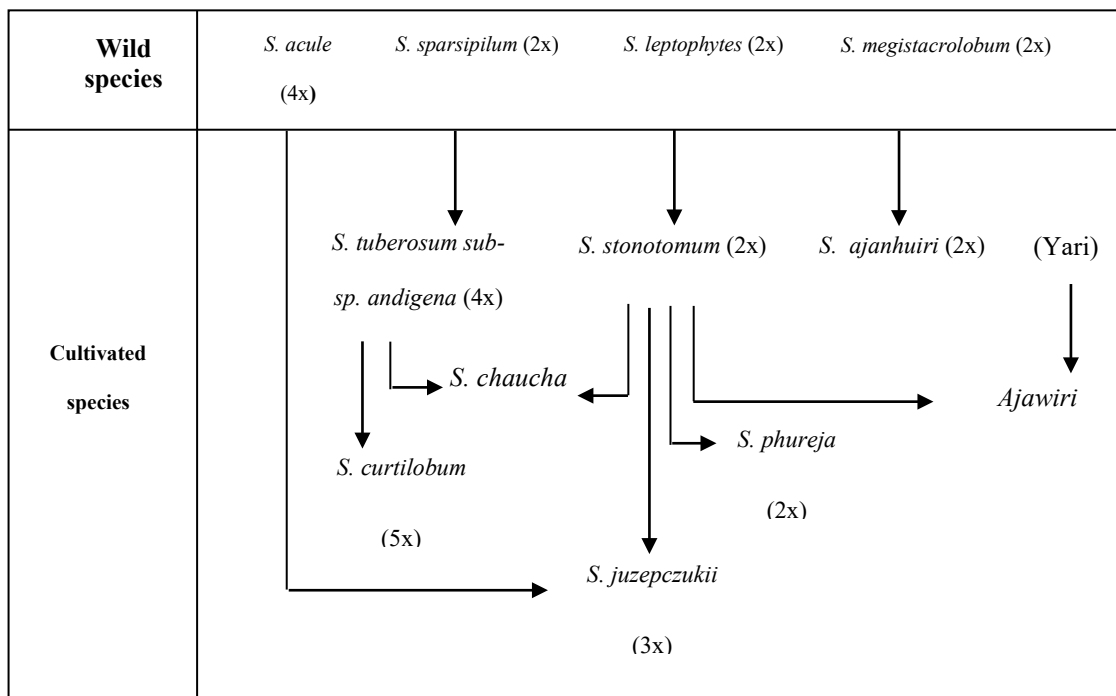 Wild
species
S. acule
(4x)
S. sparsipilum (2x)
S. leptophytes (2x)
S. megistacrolobum (2x)
Cultivated
species
S. tuberosum sub-
sp. andigena (4x)
S. stonotomum (2x)
S. ajanhuiri (2x)
(Yari)
S. chaucha
Ajawiri
S. phureja
(2x)
S. curtilobum
(5x)
S. juzepczukii
(3x)